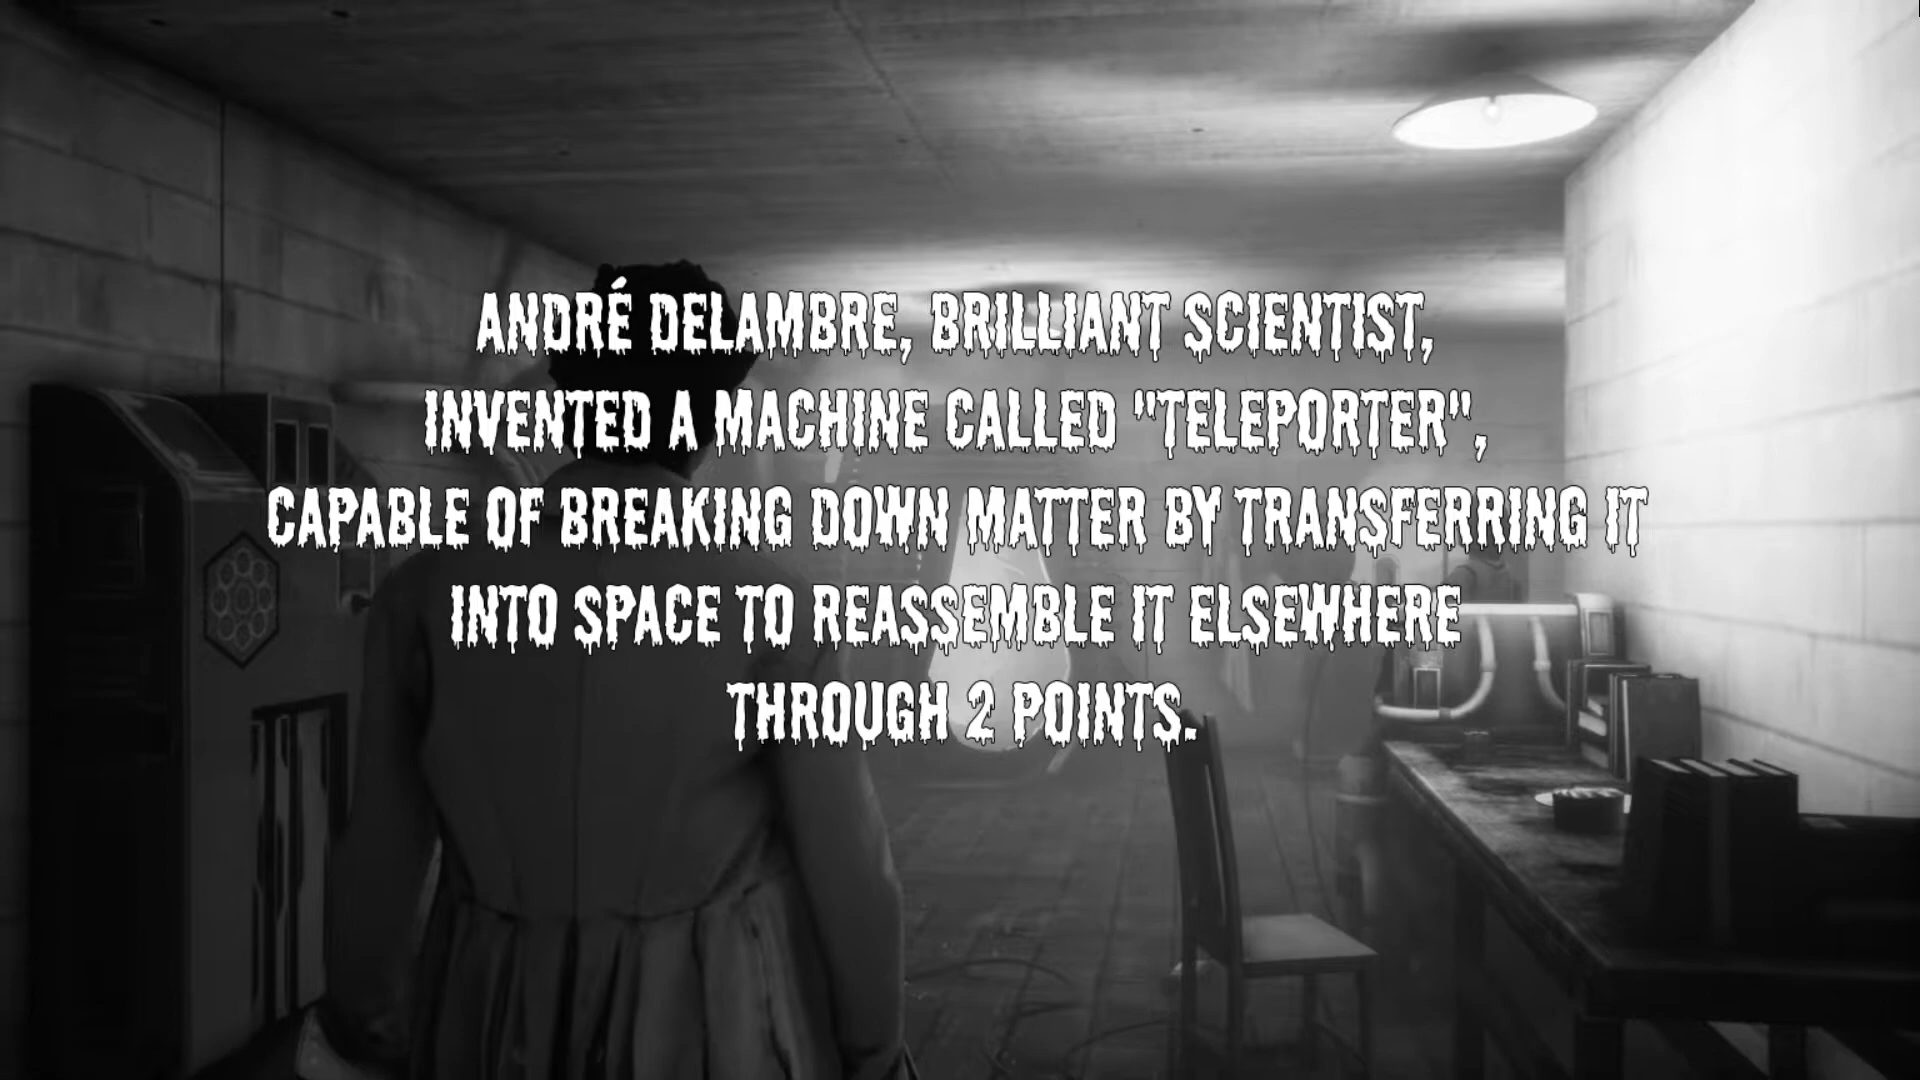 ANDRÉ DELAMBRE, BRILLIANT SCIENTIST,
INVENTED A MACHINE CALLED "TELEPORTER",
CAPABLE OF BREAKING DOWN MATTER BY TRANSFERRING IT
INTO SPACE TO REASSEMBLE IT ELSEWHERE
THROUGH 2 POINTS.